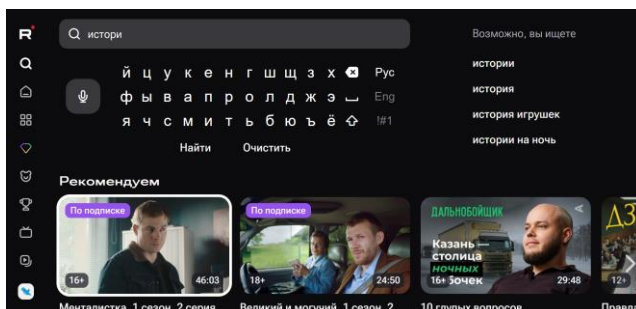 R
истори
Возможно, вы ищете
й ц у к е н г ш щ з х Рус
ф ы в а п р о л д ж э Eng
я ч с м и т ь б ю ъ ё !#1
Найти Очистить
истории
история
история игрушек
истории на ночь
Рекомендуем
По подписке
16+ 46:03
Менталистка. 1 сезон. 2 серия
По подписке
18+ 24:50
Великий и могучий. 1 сезон. 2
ДАЛЬНОБОЙЩИК
Казань —
столица
НОЧНЫХ
бочек
16+ 29:48
10 глупых вопросов
12+
Правда